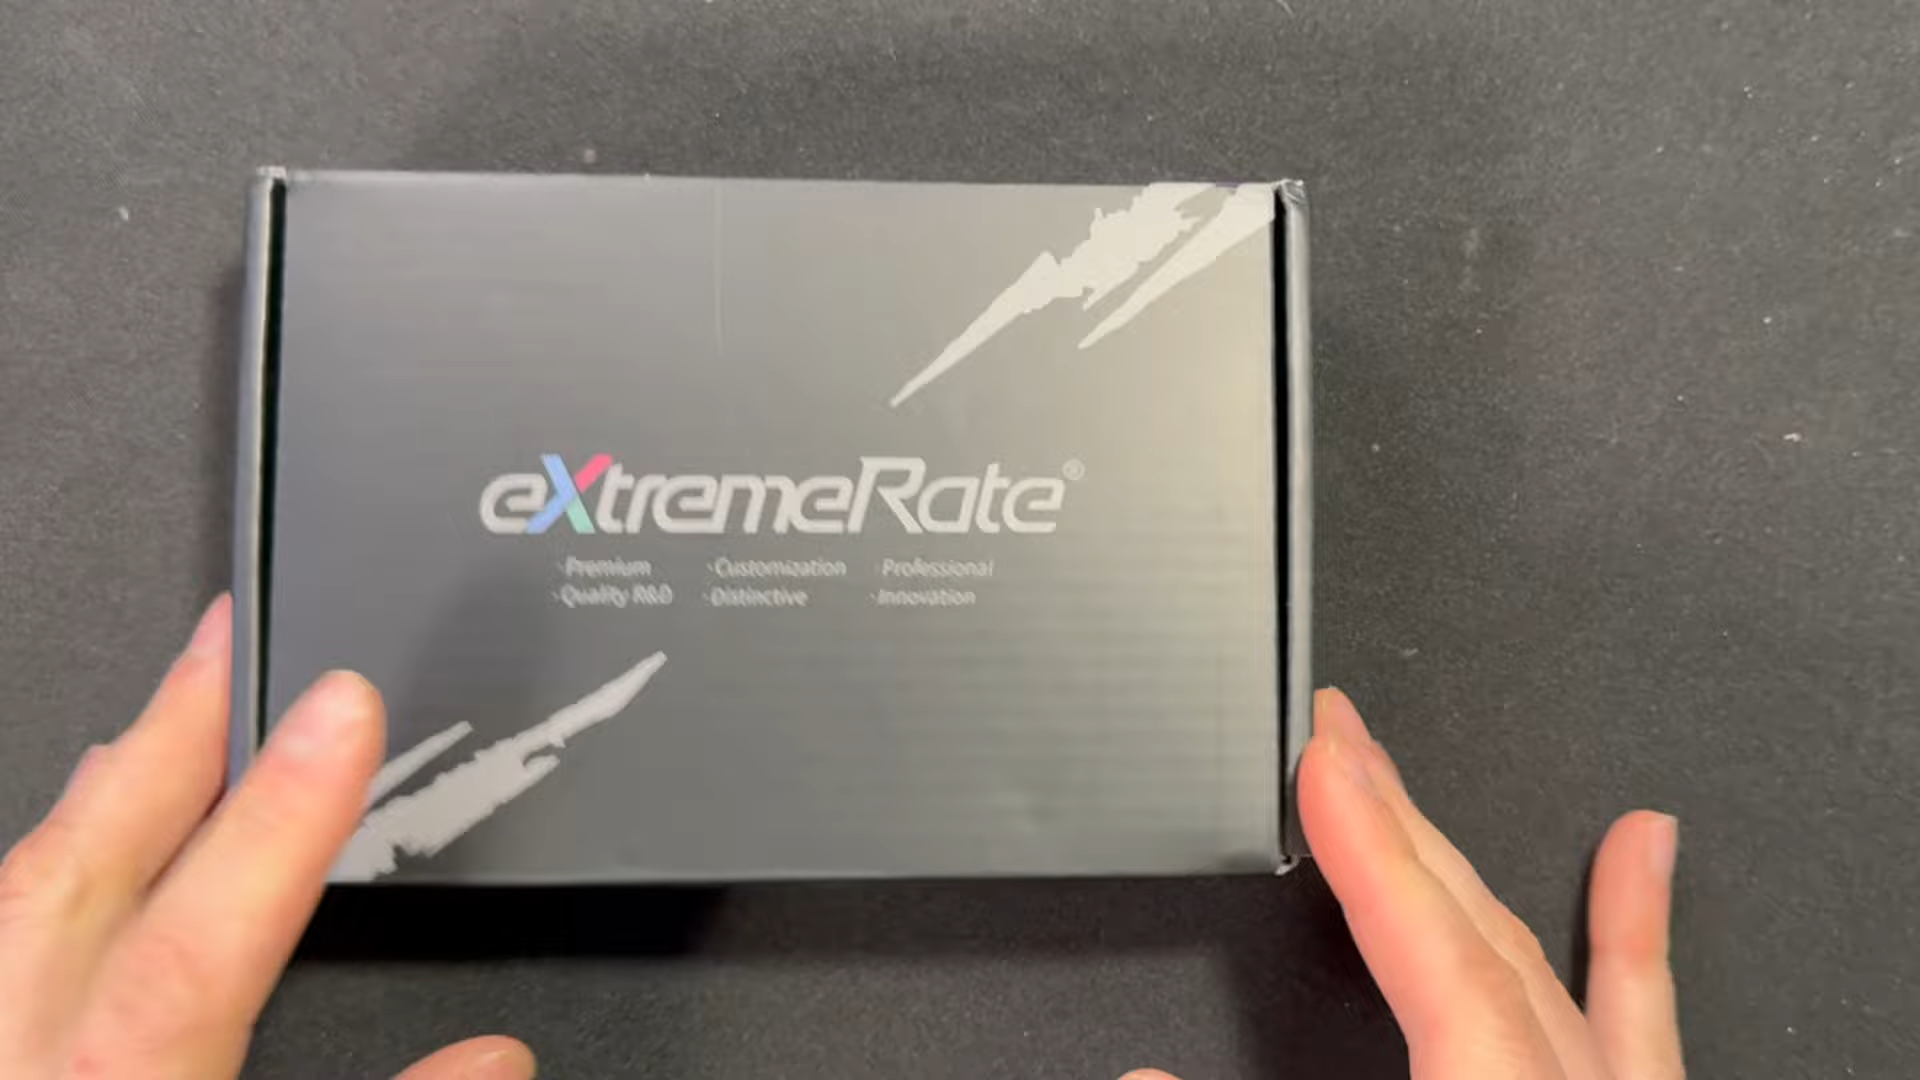 eXtremeRate®
·Premium ·Customization ·Professional
·Quality R&D ·Distinctive ·Innovation